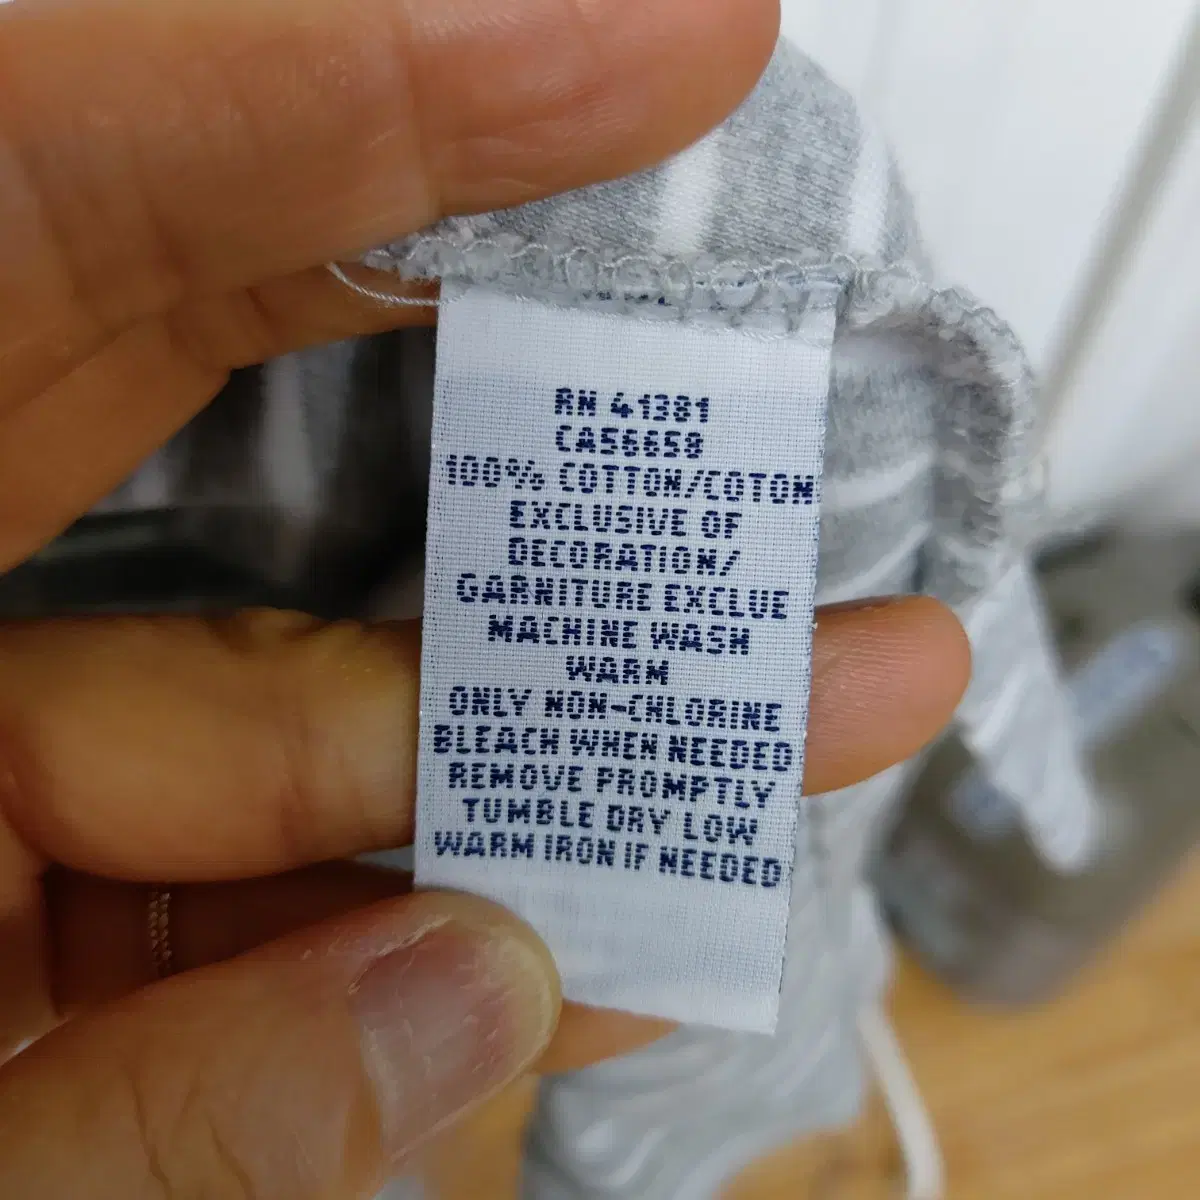 RN 41381
CA56658
100% COTTON/COTON
EXCLUSIVE OF
DECORATION/
GARNITURE EXCLUE
MACHINE WASH
WARM
ONLY NON-CHLORINE
BLEACH WHEN NEEDED
REMOVE PROMPTLY
TUMBLE DRY LOW
WARM IRON IF NEEDED